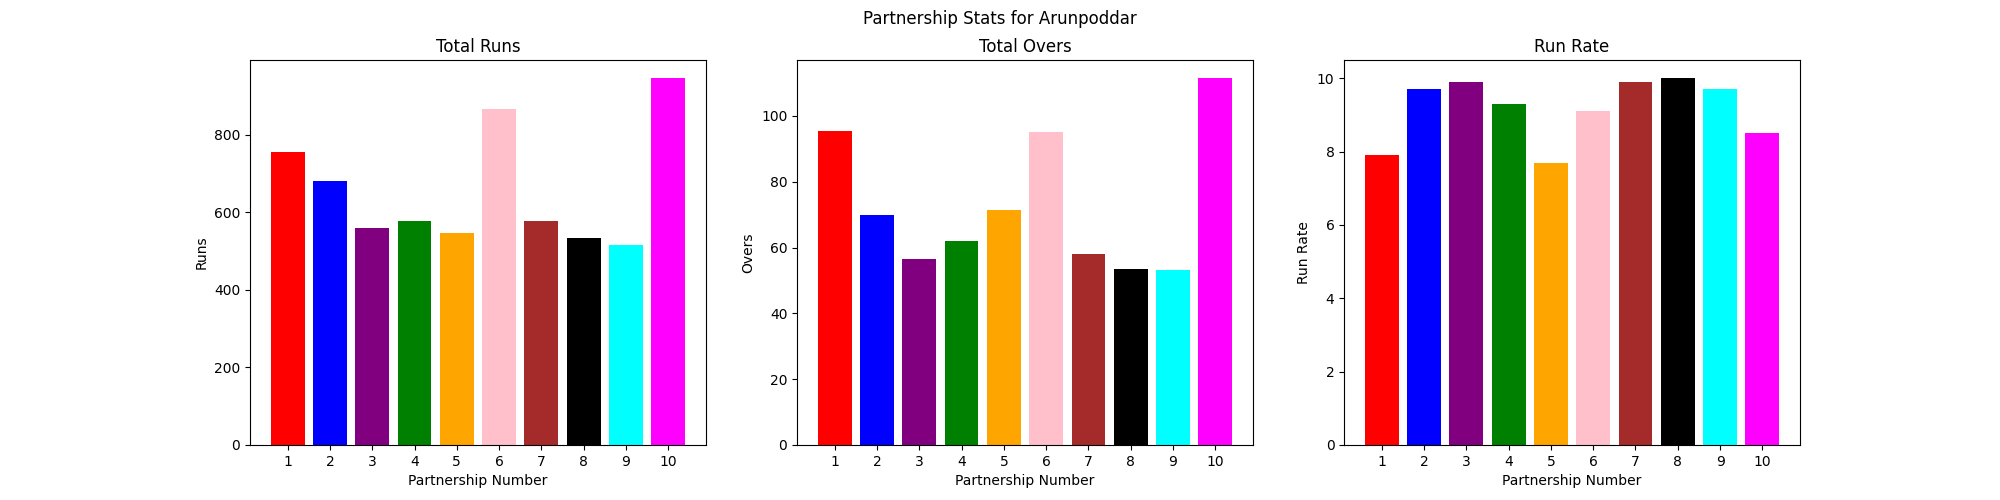 Partnership Stats for Arunpoddar
Total Runs
Runs
800
600
400
200
0
1 2 3 4 5 6 7 8 9 10
Partnership Number
Total Overs
Overs
100
80
60
40
20
0
1 2 3 4 5 6 7 8 9 10
Partnership Number
Run Rate
Run Rate
10
8
6
4
2
0
1 2 3 4 5 6 7 8 9 10
Partnership Number